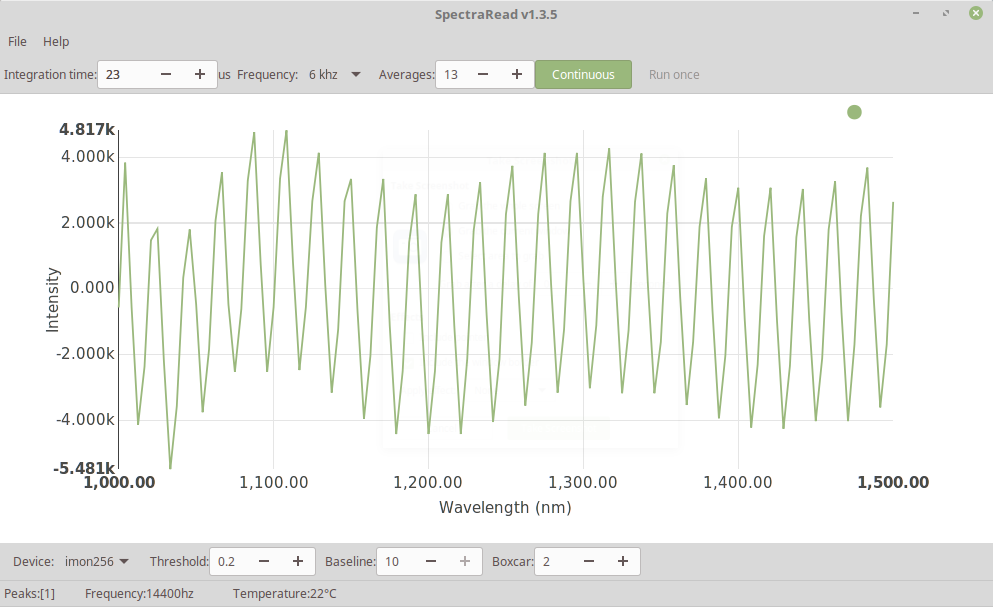 SpectraRead v1.3.5
File Help
Integration time: 23 us Frequency: 6 khz Averages: 13 Continuous Run once
4.817k
4.000k
2.000k
0.000
-2.000k
-4.000k
-5.481k
Intensity
1,000.00 1,100.00 1,200.00 1,300.00 1,400.00 1,500.00
Wavelength (nm)
Device: imon256 Threshold: 0.2 Baseline: 10 Boxcar: 2
Peaks:[1] Frequency:14400hz Temperature:22°C